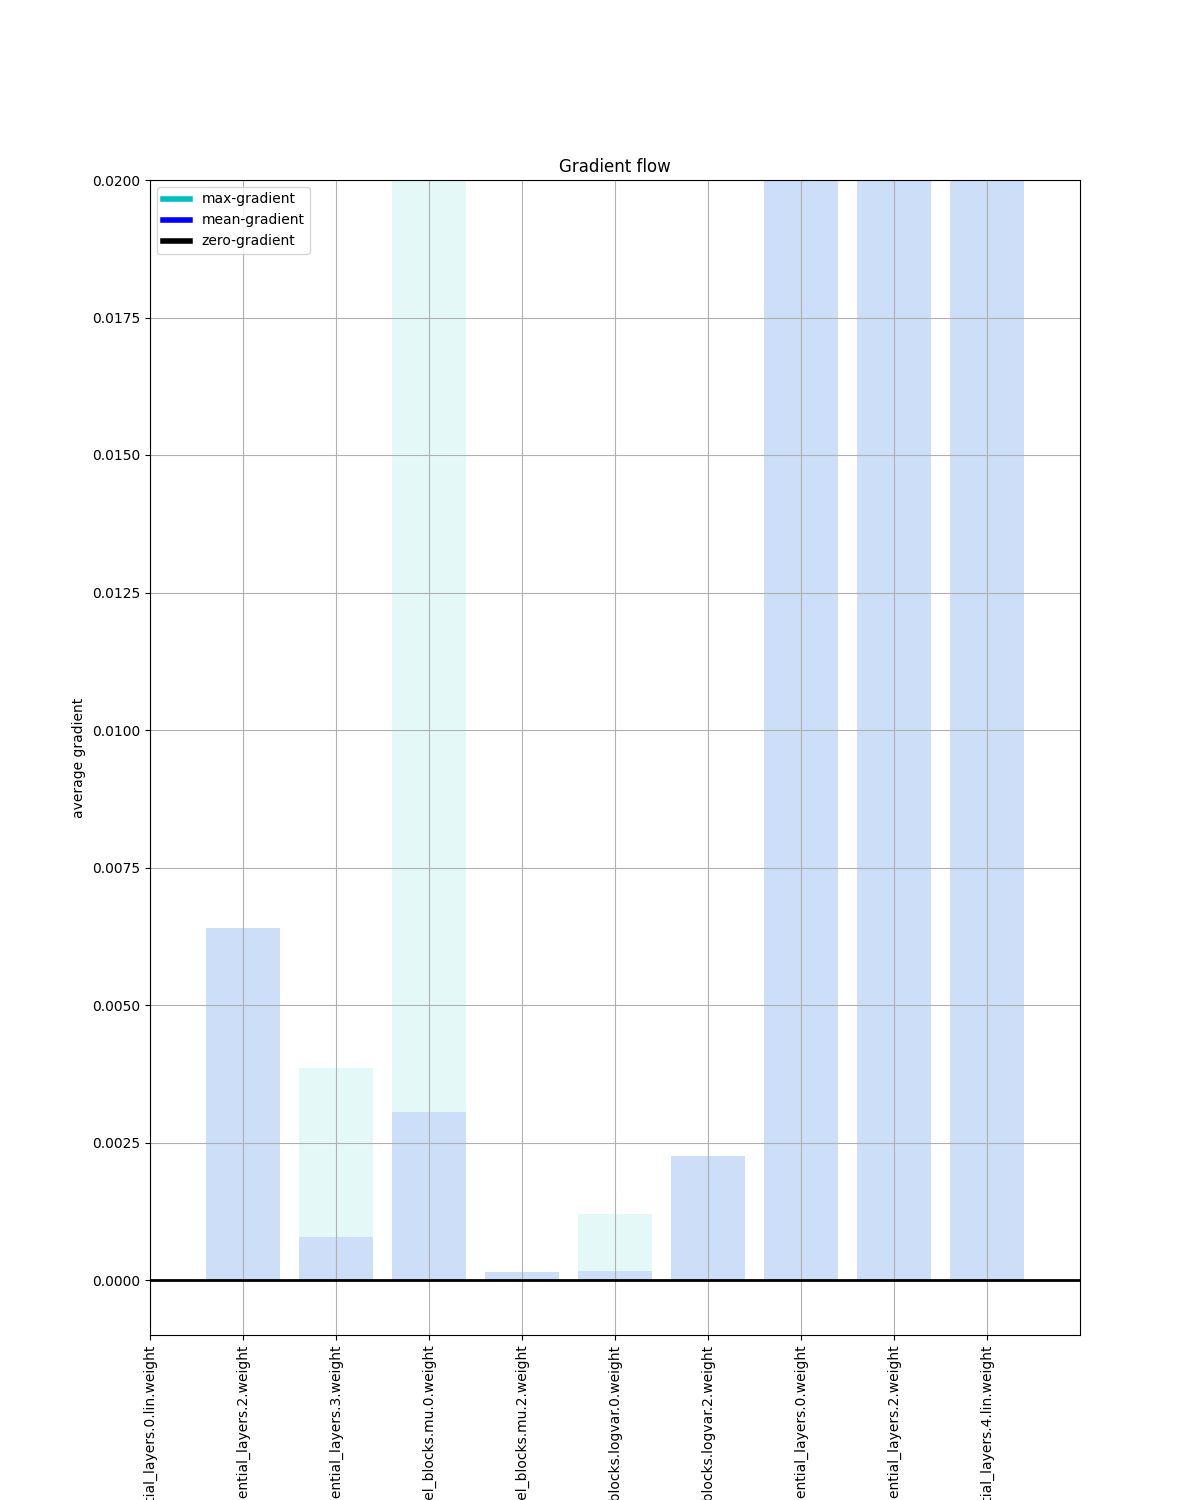 Gradient flow
max-gradient
mean-gradient
zero-gradient
0.0200
0.0175
0.0150
0.0125
0.0100
0.0075
0.0050
0.0025
0.0000
average gradient
tial_layers.0.lin.weight
ential_layers.2.weight
ential_layers.3.weight
el_blocks.mu.0.weight
el_blocks.mu.2.weight
blocks.logvar.0.weight
blocks.logvar.2.weight
ential_layers.0.weight
ential_layers.2.weight
tial_layers.4.lin.weight